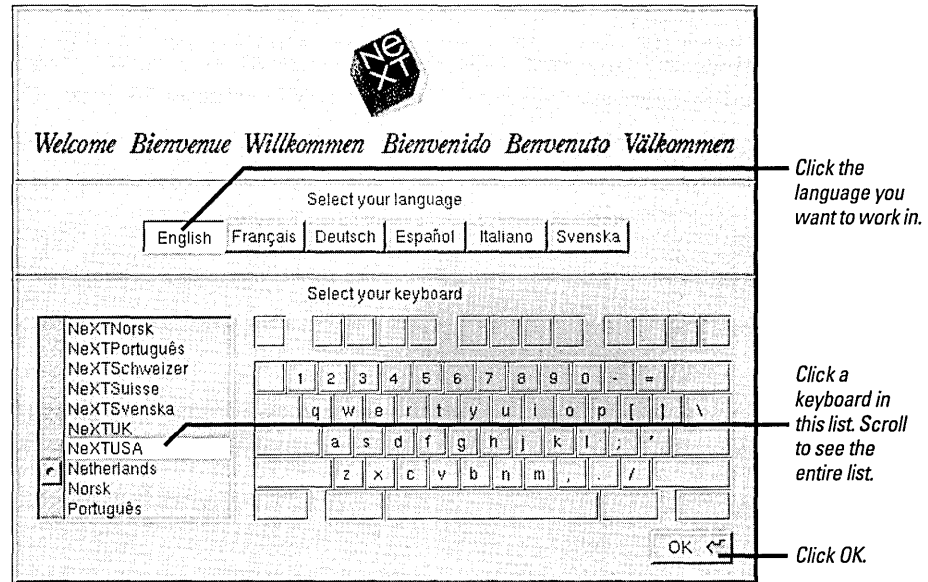 NeXT
Welcome Bienvenue Willkommen Bienvenido Benvenuto Välkommen
Select your language
English Français Deutsch Español Italiano Svenska
Click the
language you
want to work in.
Select your keyboard
NeXTNorsk
NeXTPortuguês
NeXTSchweizer
NeXTSuisse
NeXTSvenska
NeXTUK
NeXTUSA
Netherlands
Norsk
Português
1 2 3 4 5 6 7 8 9 0 - =
q w e r t y u i o p [ ] \
a s d f g h j k l ; '
z x c v b n m , . /
Click a
keyboard in
this list. Scroll
to see the
entire list.
OK
Click OK.